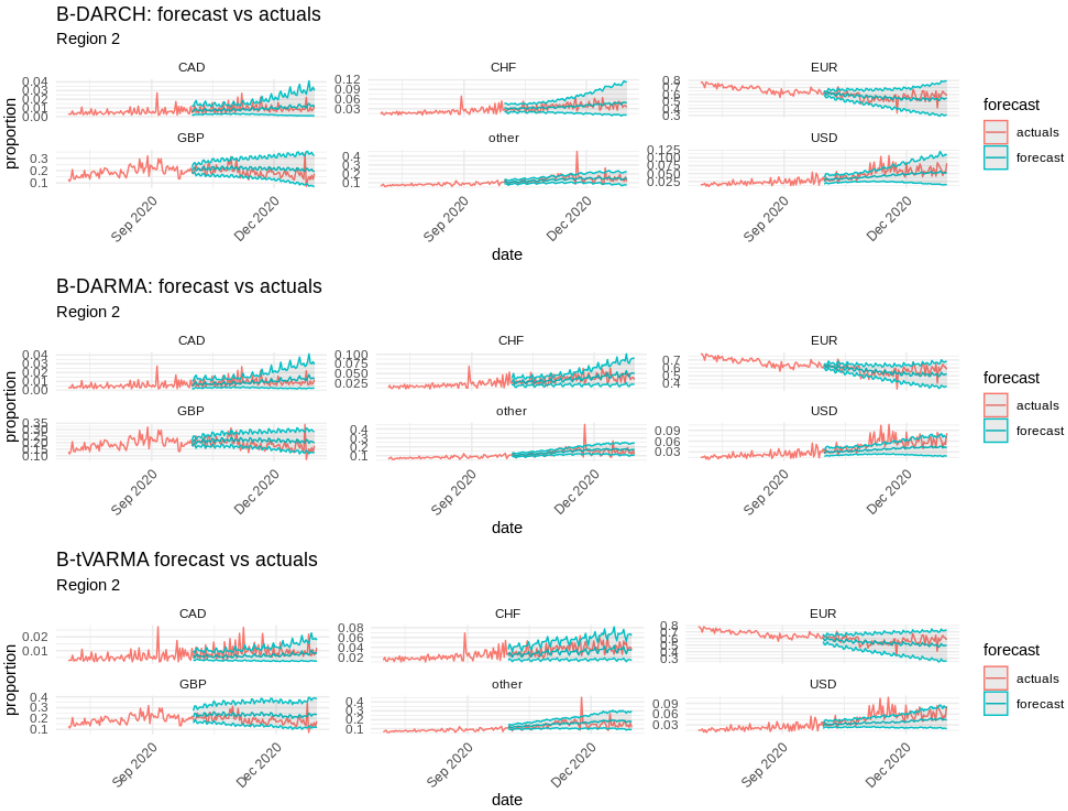 B-DARCH: forecast vs actuals
Region 2
CAD CHF EUR
0.04 0.12 0.8
0.03 0.09 0.7
0.02 0.06 0.6
0.01 0.03 0.5
0.00 0.4
0.3
proportion
GBP other USD
0.3 0.4 0.125
0.2 0.3 0.100
0.1 0.2 0.075
0.1 0.050
0.025
Sep 2020 Dec 2020 Sep 2020 Dec 2020 Sep 2020 Dec 2020
date
forecast
actuals
forecast
B-DARMA: forecast vs actuals
Region 2
CAD CHF EUR
0.04 0.100 0.7
0.03 0.075 0.6
0.02 0.050 0.5
0.01 0.025 0.4
0.00
proportion
GBP other USD
0.35 0.4 0.09
0.30 0.3 0.06
0.25 0.2 0.03
0.20 0.1
0.15
0.10
Sep 2020 Dec 2020 Sep 2020 Dec 2020 Sep 2020 Dec 2020
date
forecast
actuals
forecast
B-tVARMA forecast vs actuals
Region 2
CAD CHF EUR
0.02 0.08 0.8
0.01 0.06 0.7
0.04 0.6
0.02 0.5
0.4
0.3
proportion
GBP other USD
0.4 0.4 0.09
0.3 0.3 0.06
0.2 0.2 0.03
0.1 0.1
Sep 2020 Dec 2020 Sep 2020 Dec 2020 Sep 2020 Dec 2020
date
forecast
actuals
forecast